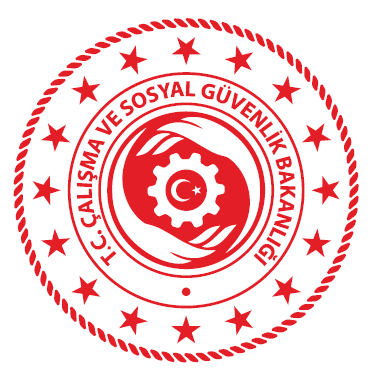 T.C. ÇALIŞMA VE SOSYAL GÜVENLİK BAKANLIĞI